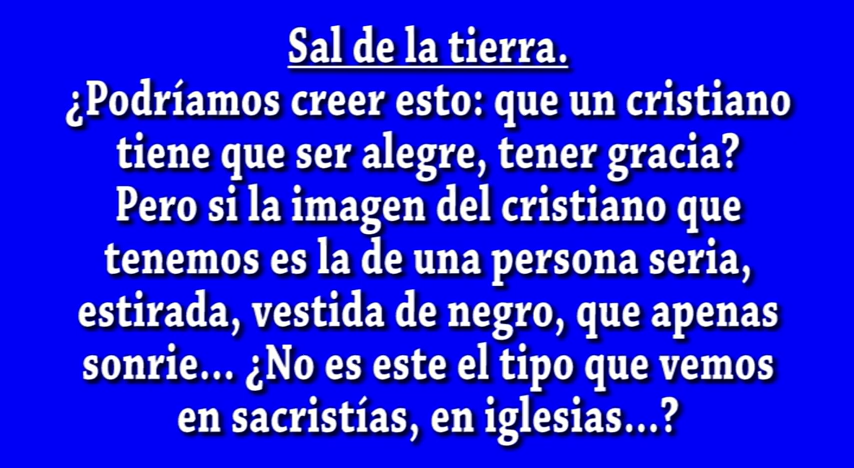 Sal de la tierra.
¿Podríamos creer esto: que un cristiano
tiene que ser alegre, tener gracia?
Pero si la imagen del cristiano que
tenemos es la de una persona seria,
estirada, vestida de negro, que apenas
sonrie... ¿No es este el tipo que vemos
en sacristías, en iglesias...?